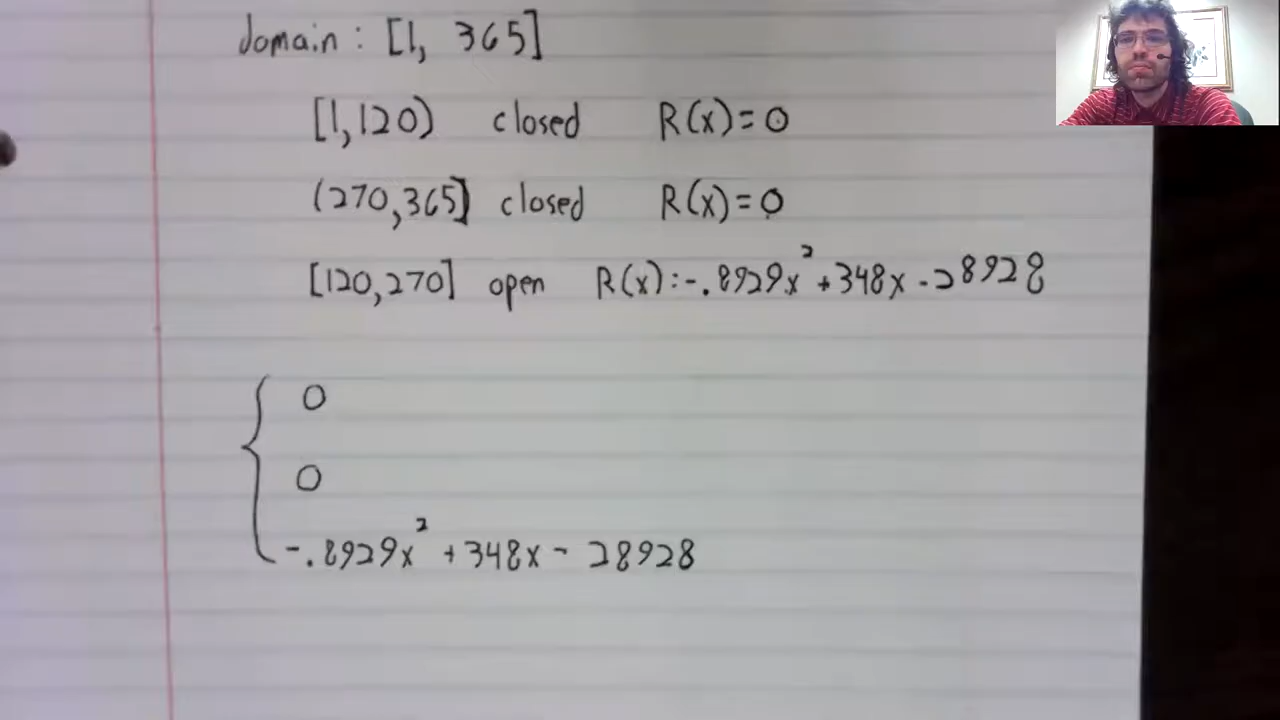 domain: [1, 365]
[1,120) closed R(x)=0
(270,365] closed R(x)=0
[120,270] open R(x):-.8929x²+348x-28928
0
0
-.8929x²+348x-28928